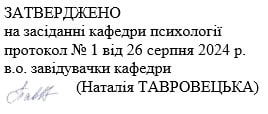 ЗАТВЕРДЖЕНО
на засіданні кафедри психології
протокол № 1 від 26 серпня 2024 р.
в.о. завідувачки кафедри
(Наталія ТАВРОВЕЦЬКА)